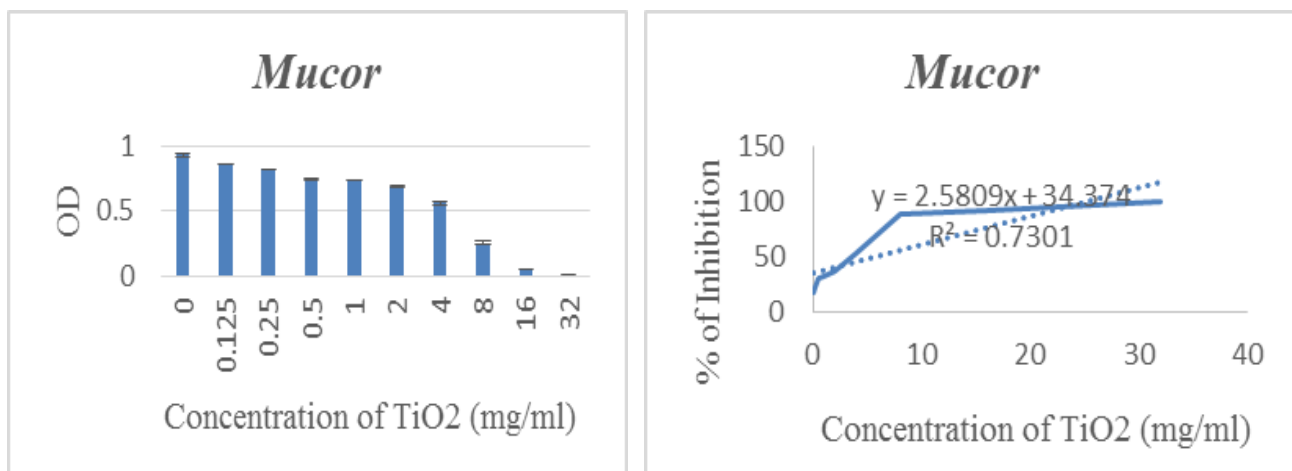 Mucor
1
0.5
0
OD
0
0.125
0.25
0.5
1
2
4
8
16
32
Concentration of TiO2 (mg/ml)
Mucor
150
100
50
0
% of Inhibition
y = 2.5809x + 34.374
R² = 0.7301
0 10 20 30 40
Concentration of TiO2 (mg/ml)